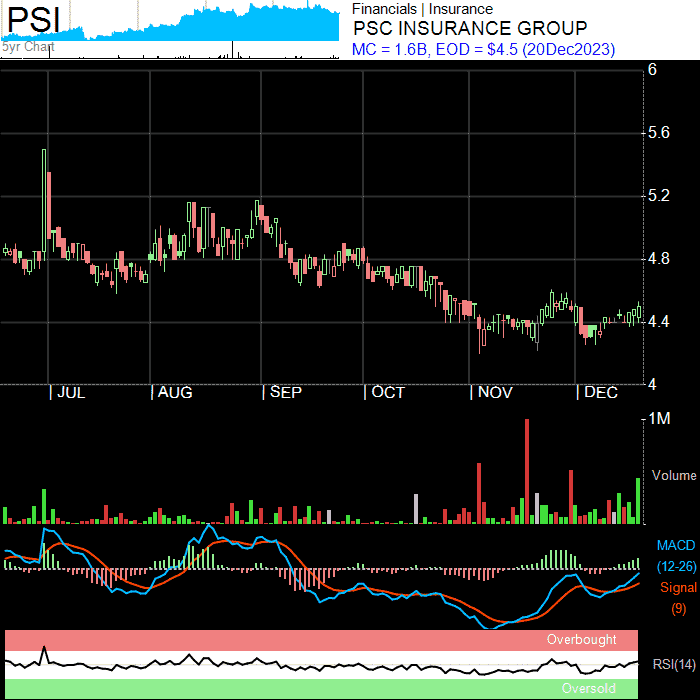 PSI
5yr Chart
Financials | Insurance
PSC INSURANCE GROUP
MC = 1.6B, EOD = $4.5 (20Dec2023)
6
5.6
5.2
4.8
4.4
4
JUL AUG SEP OCT NOV DEC
1M
Volume
MACD
(12-26)
Signal
(9)
Overbought
RSI(14)
Oversold